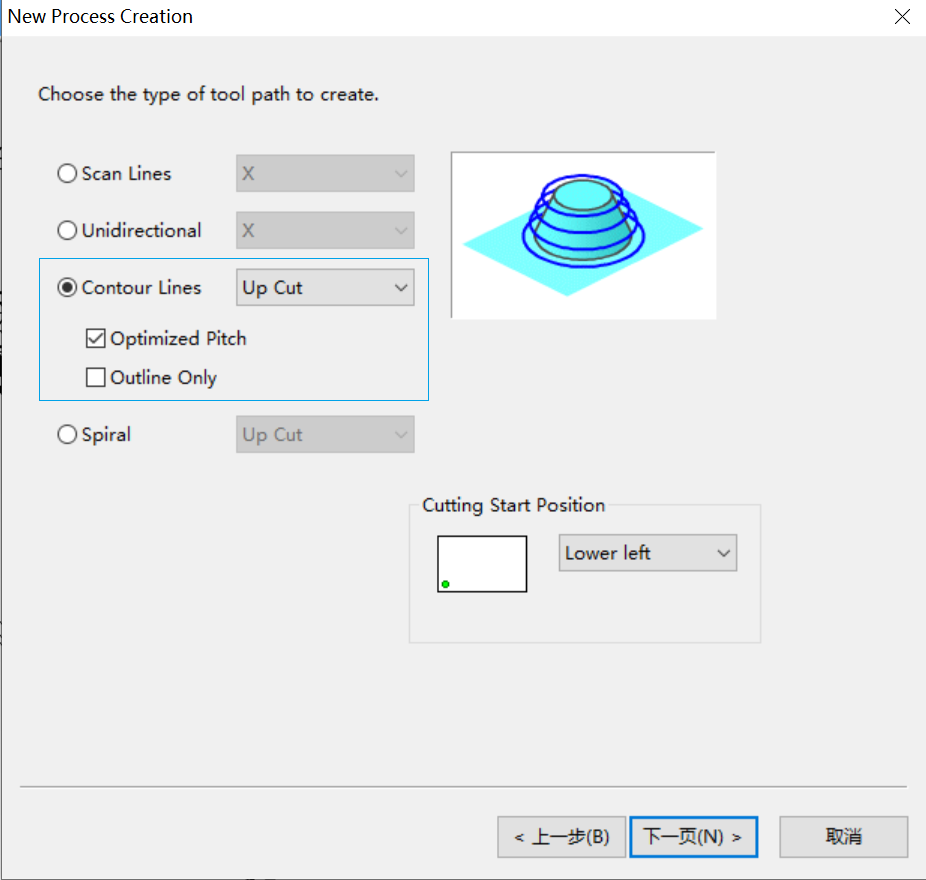 New Process Creation
Choose the type of tool path to create.
Scan Lines X
Unidirectional X
Contour Lines Up Cut
Optimized Pitch
Outline Only
Spiral Up Cut
Cutting Start Position
Lower left
< 上一步(B) 下一页(N) > 取消